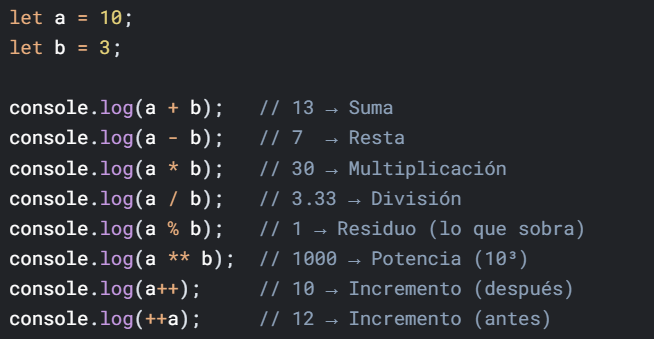 let a = 10;
let b = 3;
console.log(a + b);   // 13 → Suma
console.log(a - b);   // 7  → Resta
console.log(a * b);   // 30 → Multiplicación
console.log(a / b);   // 3.33 → División
console.log(a % b);   // 1 → Residuo (lo que sobra)
console.log(a ** b);  // 1000 → Potencia (10³)
console.log(a++);     // 10 → Incremento (después)
console.log(++a);     // 12 → Incremento (antes)